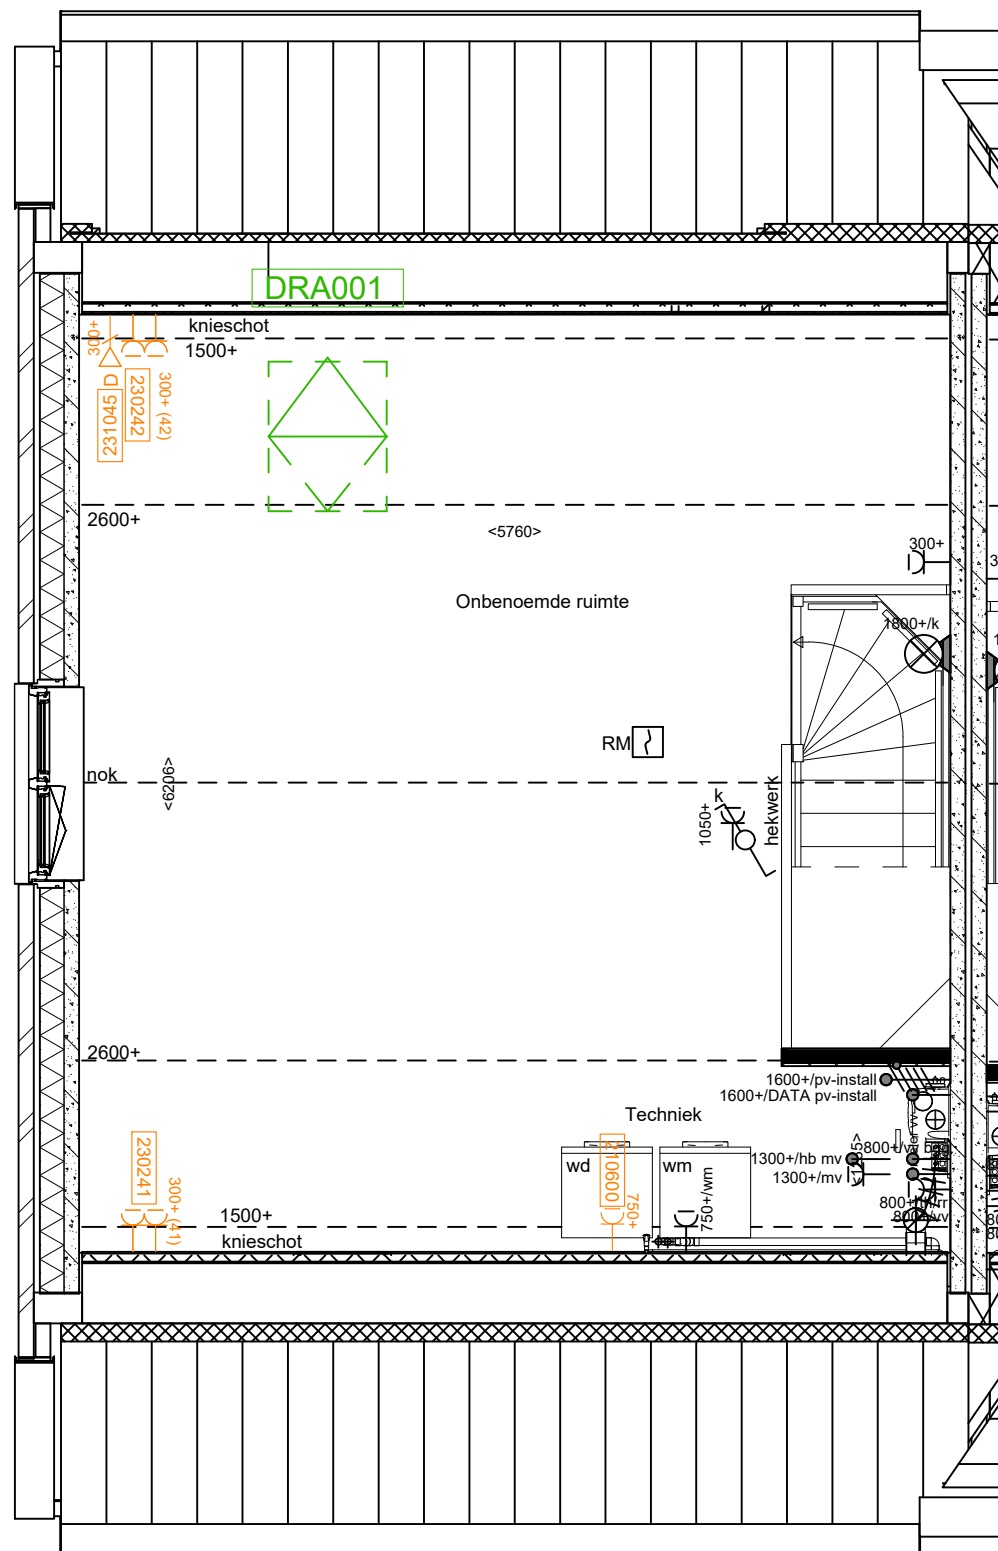 DRA001
knieschot
1500+
300+
231045
D
230242
300+ (42)
2600+
<5760>
300+
Onbenoemde ruimte
1800+/k
RM
nok
<6206>
k
1050+
hekwerk
2600+
1600+/pv-install
1600+/DATA pv-install
Techniek
230241
300+ (41)
wd
210600
750+
wm
750+/wm
1300+/hb mv
1300+/mv
1500+
knieschot